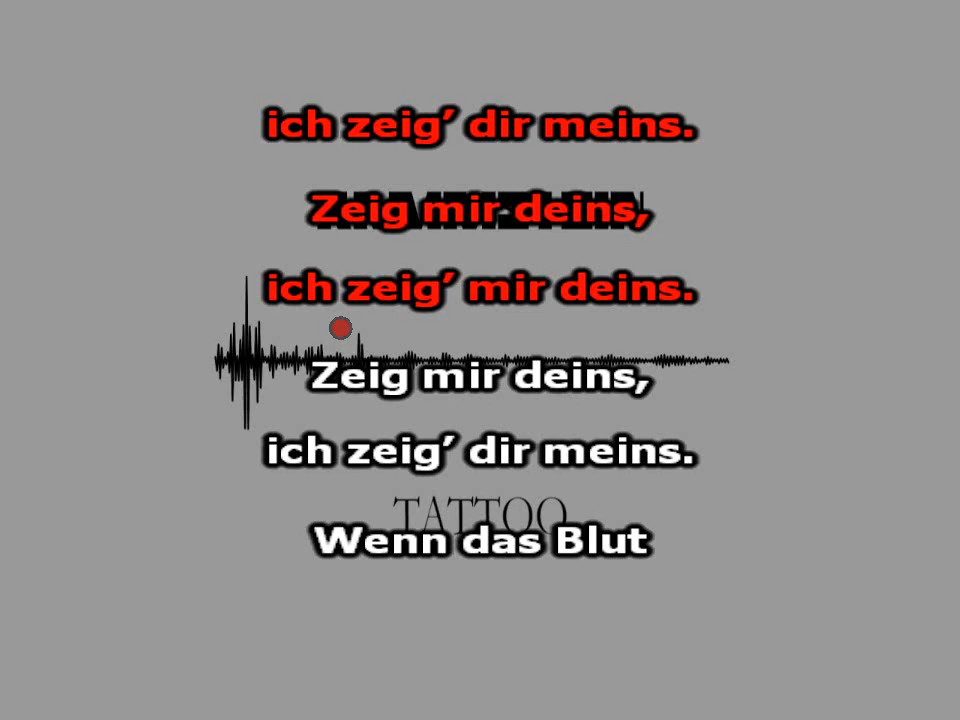 ich zeig’ dir meins.
Zeig mir deins,
ich zeig’ mir deins.
Zeig mir deins,
ich zeig’ dir meins.
TATTOO
Wenn das Blut